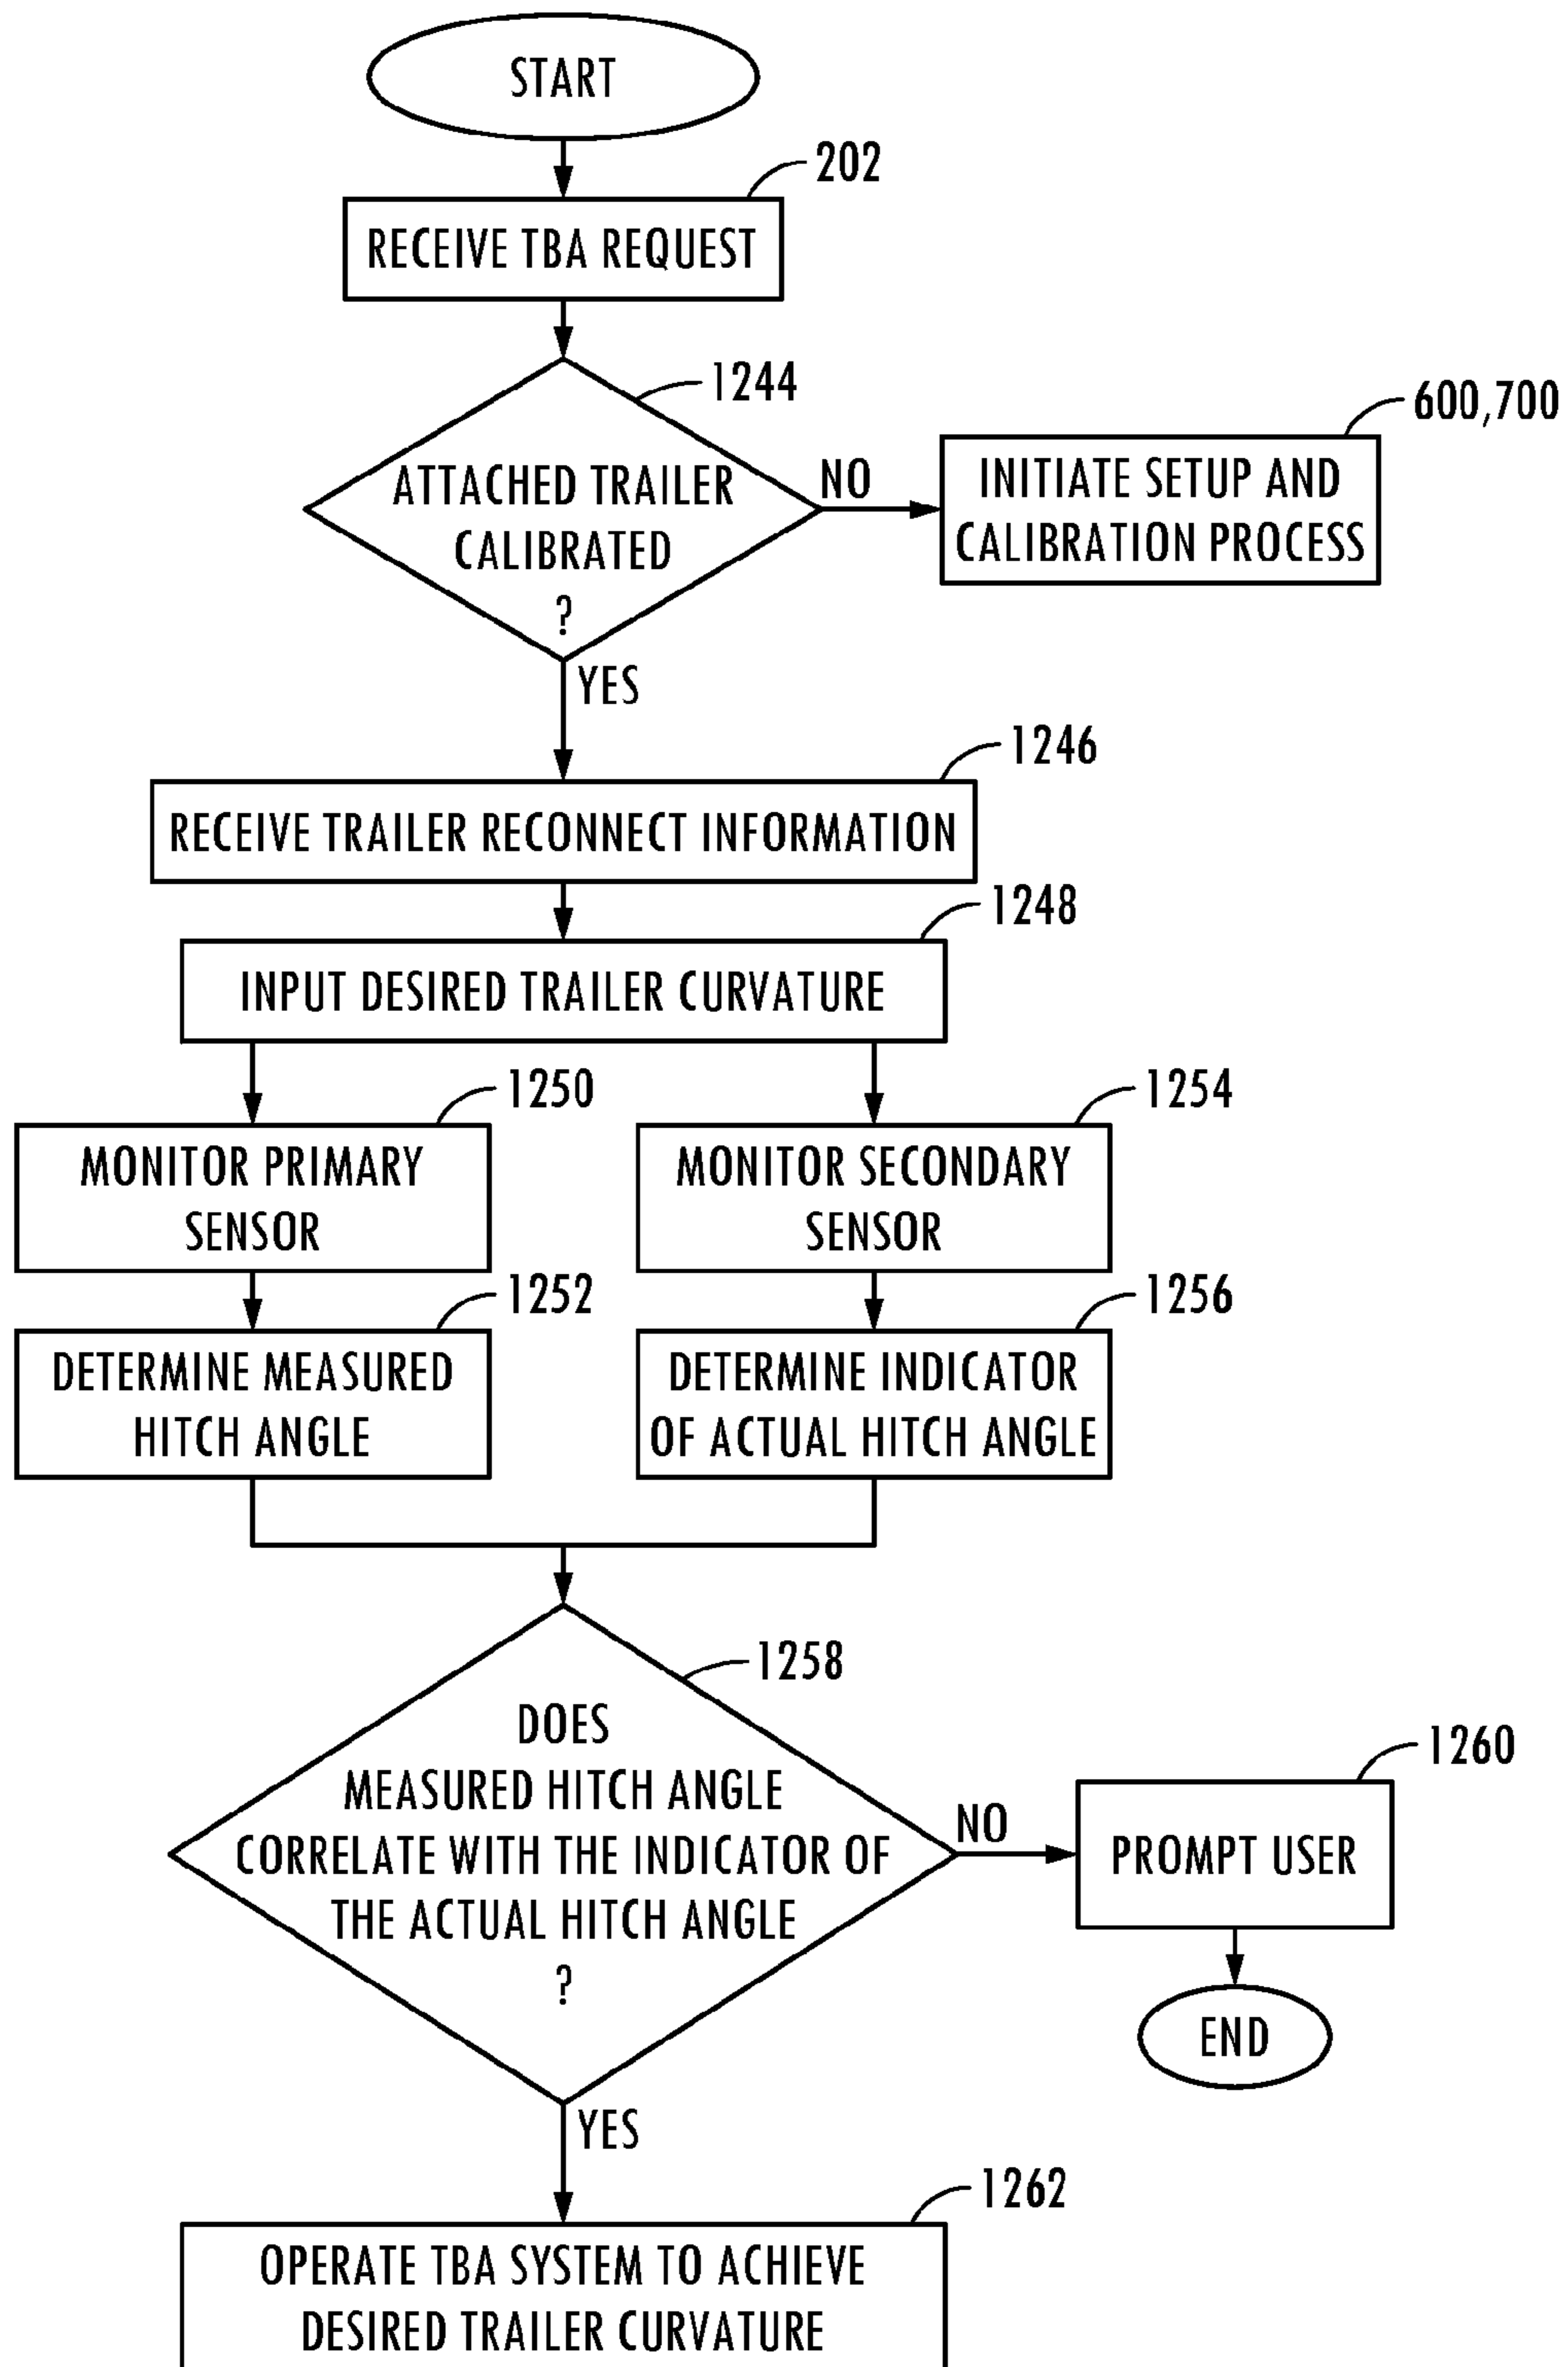 START
202
RECEIVE TBA REQUEST
1244
600,700
ATTACHED TRAILER
CALIBRATED
?
NO
INITIATE SETUP AND
CALIBRATION PROCESS
YES
1246
RECEIVE TRAILER RECONNECT INFORMATION
1248
INPUT DESIRED TRAILER CURVATURE
1250
MONITOR PRIMARY
SENSOR
1254
MONITOR SECONDARY
SENSOR
1252
DETERMINE MEASURED
HITCH ANGLE
1256
DETERMINE INDICATOR
OF ACTUAL HITCH ANGLE
1258
DOES
MEASURED HITCH ANGLE
CORRELATE WITH THE INDICATOR OF
THE ACTUAL HITCH ANGLE
?
NO
1260
PROMPT USER
END
YES
1262
OPERATE TBA SYSTEM TO ACHIEVE
DESIRED TRAILER CURVATURE